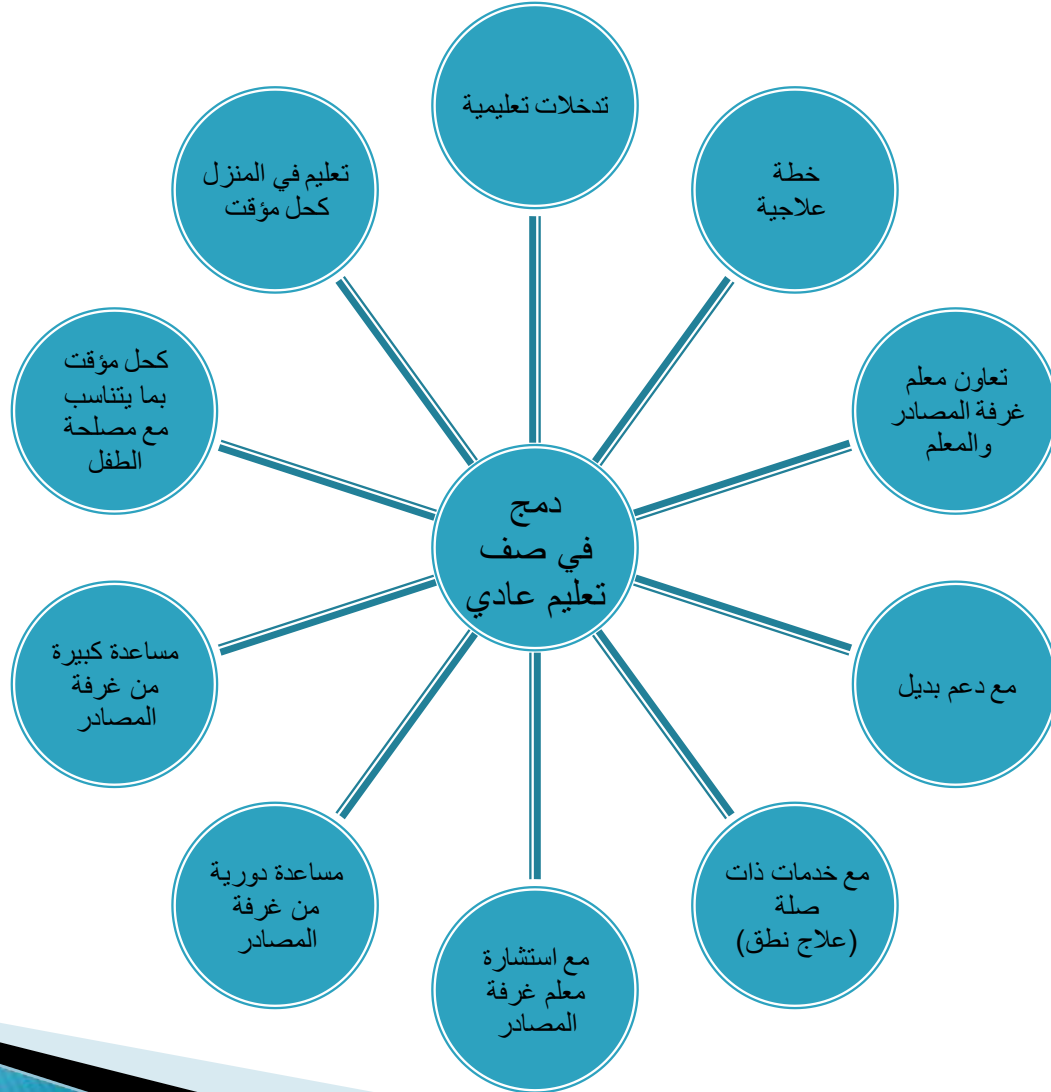 تدخلات تعليمية
خطة
علاجية
تعاون معلم
غرفة المصادر
والمعلم
مع دعم بديل
مع خدمات ذات
صلة
(علاج نطق)
مع استشارة
معلم غرفة
المصادر
مساعدة دورية
من غرفة
المصادر
مساعدة كبيرة
من غرفة
المصادر
كحل مؤقت
بما يتناسب
مع مصلحة
الطفل
تعليم في المنزل
كحل مؤقت
دمج
في صف
تعليم عادي